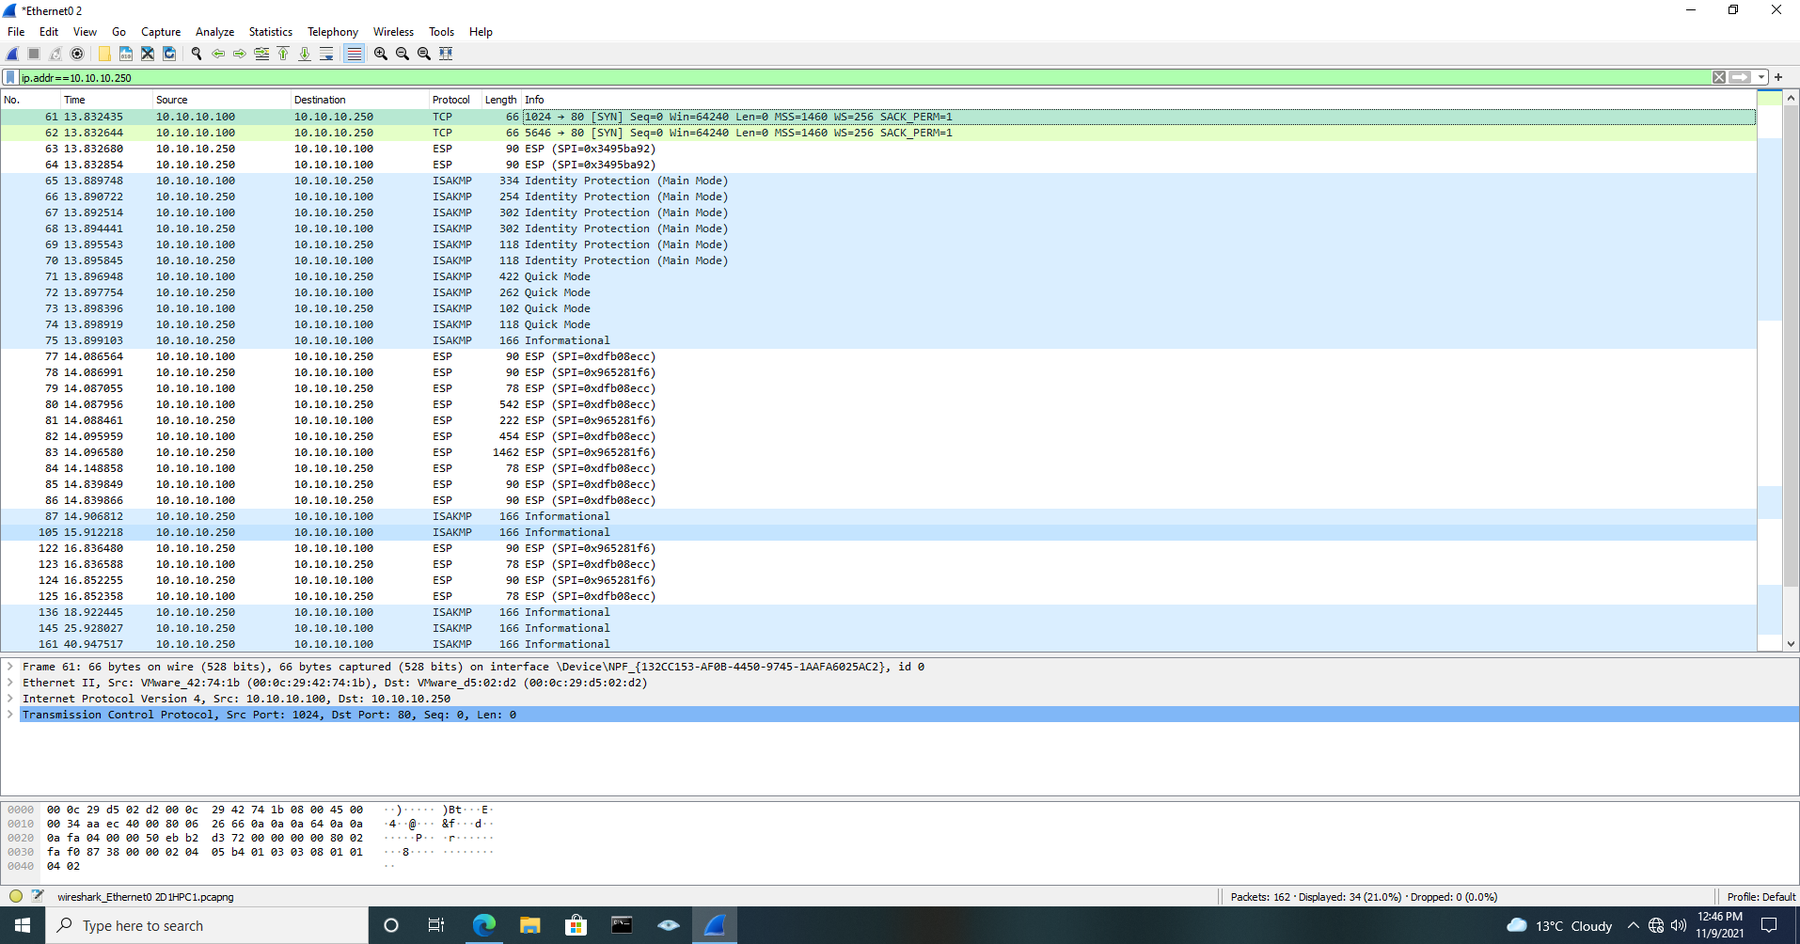 *Ethernet0 2
File Edit View Go Capture Analyze Statistics Telephony Wireless Tools Help
ip.addr==10.10.10.250
No. Time Source Destination Protocol Length Info
61 13.832435 10.10.10.100 10.10.10.250 TCP 66 1024 → 80 [SYN] Seq=0 Win=64240 Len=0 MSS=1460 WS=256 SACK_PERM=1
62 13.832644 10.10.10.100 10.10.10.250 TCP 66 5646 → 80 [SYN] Seq=0 Win=64240 Len=0 MSS=1460 WS=256 SACK_PERM=1
63 13.832680 10.10.10.250 10.10.10.100 ESP 90 ESP (SPI=0x3495ba92)
64 13.832854 10.10.10.250 10.10.10.100 ESP 90 ESP (SPI=0x3495ba92)
65 13.889748 10.10.10.100 10.10.10.250 ISAKMP 334 Identity Protection (Main Mode)
66 13.890722 10.10.10.250 10.10.10.100 ISAKMP 254 Identity Protection (Main Mode)
67 13.892514 10.10.10.100 10.10.10.250 ISAKMP 302 Identity Protection (Main Mode)
68 13.894441 10.10.10.250 10.10.10.100 ISAKMP 302 Identity Protection (Main Mode)
69 13.895543 10.10.10.100 10.10.10.250 ISAKMP 118 Identity Protection (Main Mode)
70 13.895845 10.10.10.250 10.10.10.100 ISAKMP 118 Identity Protection (Main Mode)
71 13.896948 10.10.10.100 10.10.10.250 ISAKMP 422 Quick Mode
72 13.897754 10.10.10.250 10.10.10.100 ISAKMP 262 Quick Mode
73 13.898396 10.10.10.100 10.10.10.250 ISAKMP 102 Quick Mode
74 13.898919 10.10.10.250 10.10.10.100 ISAKMP 118 Quick Mode
75 13.899103 10.10.10.250 10.10.10.100 ISAKMP 166 Informational
77 14.086564 10.10.10.100 10.10.10.250 ESP 90 ESP (SPI=0xdfb08ecc)
78 14.086991 10.10.10.250 10.10.10.100 ESP 90 ESP (SPI=0x965281f6)
79 14.087055 10.10.10.100 10.10.10.250 ESP 78 ESP (SPI=0xdfb08ecc)
80 14.087956 10.10.10.100 10.10.10.250 ESP 542 ESP (SPI=0xdfb08ecc)
81 14.088461 10.10.10.250 10.10.10.100 ESP 222 ESP (SPI=0x965281f6)
82 14.095959 10.10.10.100 10.10.10.250 ESP 454 ESP (SPI=0xdfb08ecc)
83 14.096580 10.10.10.250 10.10.10.100 ESP 1462 ESP (SPI=0x965281f6)
84 14.148858 10.10.10.100 10.10.10.250 ESP 78 ESP (SPI=0xdfb08ecc)
85 14.839849 10.10.10.100 10.10.10.250 ESP 90 ESP (SPI=0xdfb08ecc)
86 14.839866 10.10.10.100 10.10.10.250 ESP 90 ESP (SPI=0xdfb08ecc)
87 14.906812 10.10.10.250 10.10.10.100 ISAKMP 166 Informational
105 15.912218 10.10.10.250 10.10.10.100 ISAKMP 166 Informational
122 16.836480 10.10.10.250 10.10.10.100 ESP 90 ESP (SPI=0x965281f6)
123 16.836588 10.10.10.100 10.10.10.250 ESP 78 ESP (SPI=0xdfb08ecc)
124 16.852255 10.10.10.250 10.10.10.100 ESP 90 ESP (SPI=0x965281f6)
125 16.852358 10.10.10.100 10.10.10.250 ESP 78 ESP (SPI=0xdfb08ecc)
136 18.922445 10.10.10.250 10.10.10.100 ISAKMP 166 Informational
145 25.928027 10.10.10.250 10.10.10.100 ISAKMP 166 Informational
161 40.947517 10.10.10.250 10.10.10.100 ISAKMP 166 Informational
Frame 61: 66 bytes on wire (528 bits), 66 bytes captured (528 bits) on interface \Device\NPF_{132CC153-AF0B-4450-9745-1AAFA6025AC2}, id 0
Ethernet II, Src: VMware_42:74:1b (00:0c:29:42:74:1b), Dst: VMware_d5:02:d2 (00:0c:29:d5:02:d2)
Internet Protocol Version 4, Src: 10.10.10.100, Dst: 10.10.10.250
Transmission Control Protocol, Src Port: 1024, Dst Port: 80, Seq: 0, Len: 0
0000 00 0c 29 d5 02 d2 00 0c 29 42 74 1b 08 00 45 00 ··)····· )Bt···E·
0010 00 34 aa ec 40 00 80 06 26 66 0a 0a 0a 64 0a 0a ·4··@··· &f···d··
0020 0a fa 04 00 00 50 eb b2 d3 72 00 00 00 00 80 02 ·····P·· ·r······
0030 fa f0 87 38 00 00 02 04 05 b4 01 03 03 08 01 01 ···8···· ········
0040 04 02 ··
wireshark_Ethernet0 2D1HPC1.pcapng Packets: 162 · Displayed: 34 (21.0%) · Dropped: 0 (0.0%) Profile: Default
Type here to search 13°C Cloudy 12:46 PM
11/9/2021